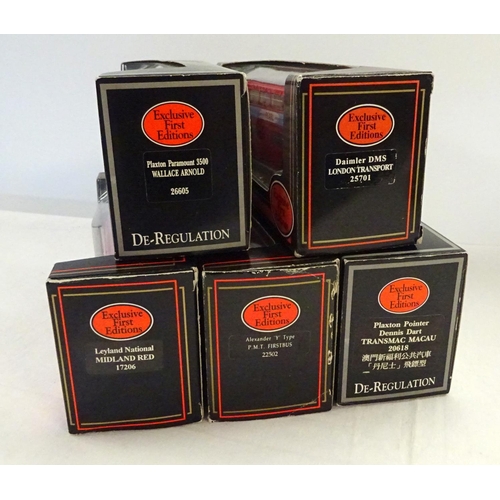 Exclusive
First
Editions
Plaxton Paramount 3500
WALLACE ARNOLD
26605
DE-REGULATION
Exclusive
First
Editions
Daimler DMS
LONDON TRANSPORT
25701
Exclusive
First
Editions
Leyland National
MIDLAND RED
17206
Exclusive
First
Editions
Alexander 'Y' Type
P.M.T. FIRSTBUS
22502
Exclusive
First
Editions
Plaxton Pointer
Dennis Dart
TRANSMAC MACAU
20618
澳門新福利公共汽車
「丹尼士」飛鏢型
DE-REGULATION